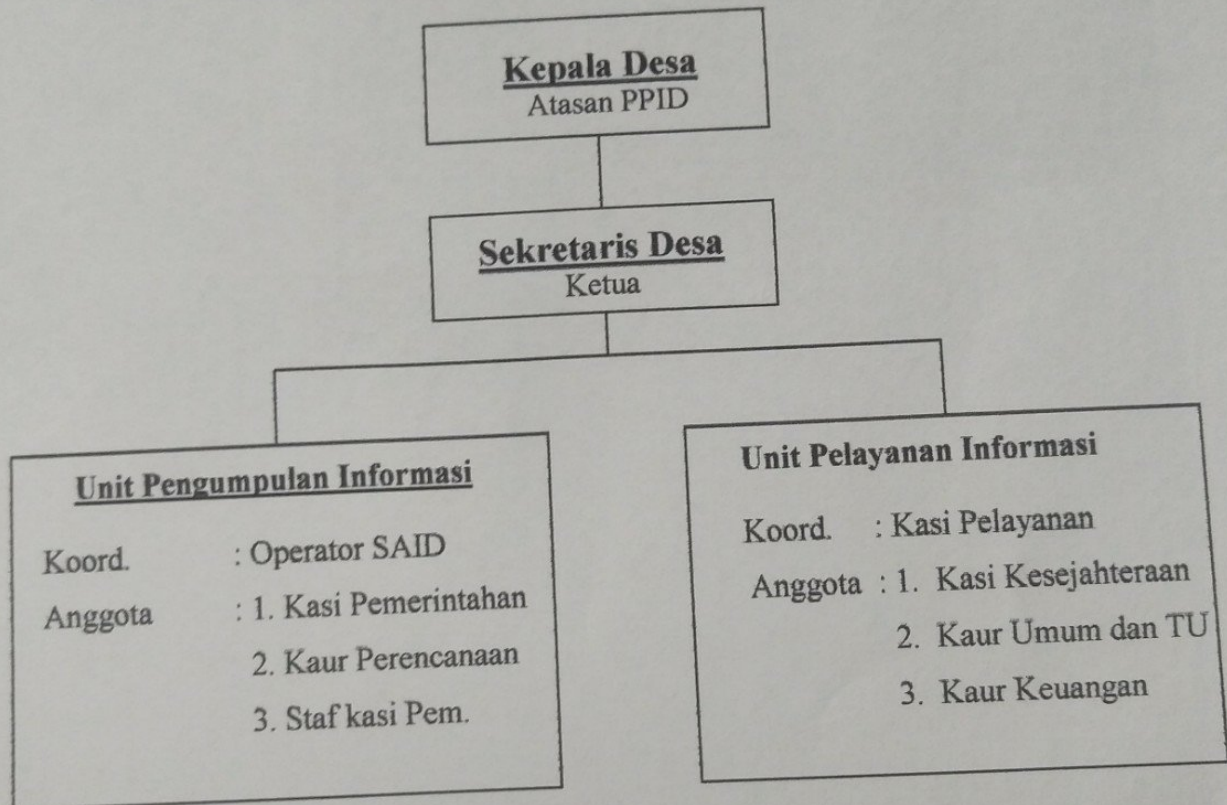 Kepala Desa
Atasan PPID
Sekretaris Desa
Ketua
Unit Pengumpulan Informasi
Koord. : Operator SAID
Anggota : 1. Kasi Pemerintahan
2. Kaur Perencanaan
3. Staf kasi Pem.
Unit Pelayanan Informasi
Koord. : Kasi Pelayanan
Anggota : 1. Kasi Kesejahteraan
2. Kaur Umum dan TU
3. Kaur Keuangan